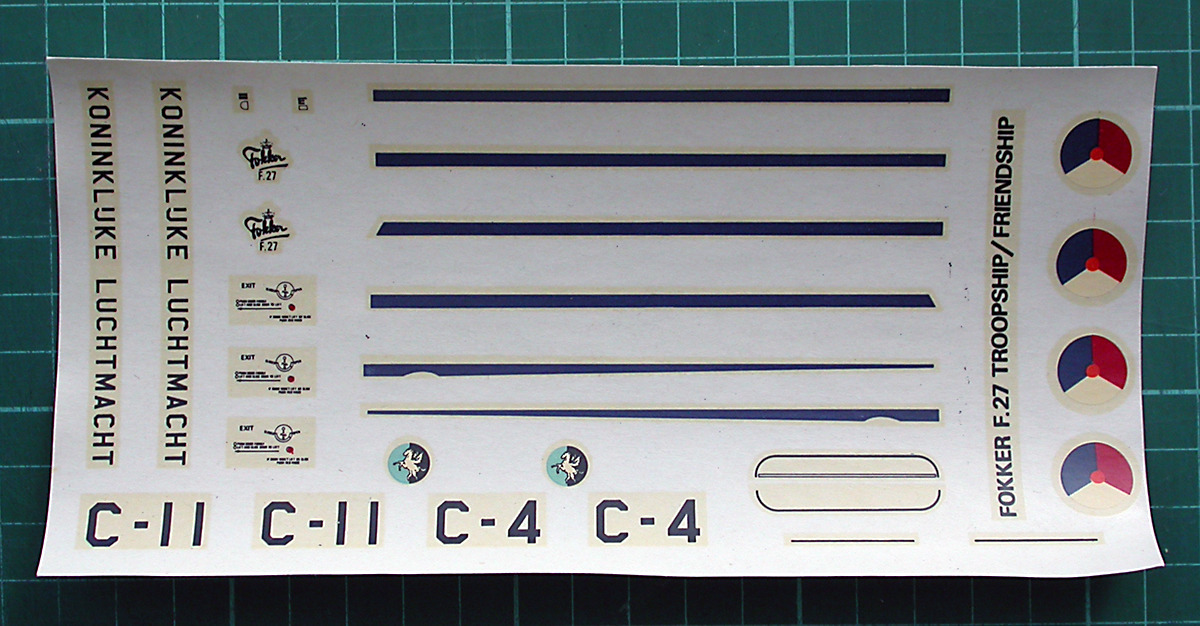 KONINKLIJKE LUCHTMACHT
KONINKLIJKE LUCHTMACHT
Fokker
F.27
Fokker
F.27
EXIT
EXIT
EXIT
C-11
C-11
C-4
C-4
FOKKER F.27 TROOPSHIP/FRIENDSHIP